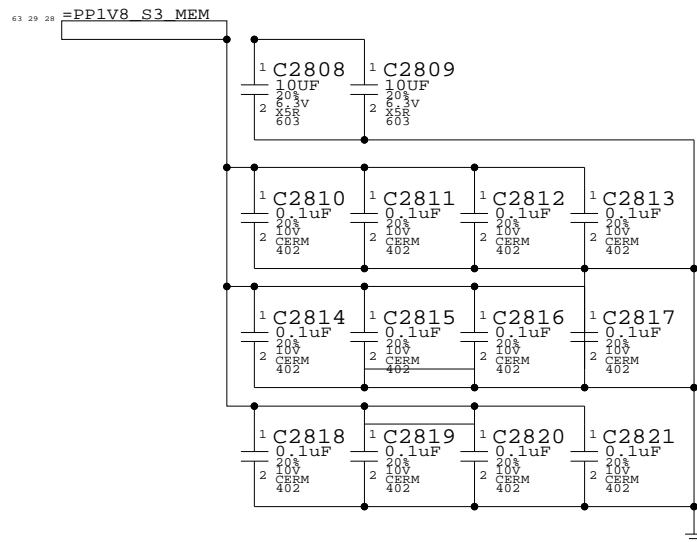 63 29 28 =PP1V8_S3_MEM
1 C2808 1 C2809
10UF 10UF
20% 20%
2 6.3V 2 6.3V
X5R X5R
603 603
1 C2810 1 C2811 1 C2812 1 C2813
0.1uF 0.1uF 0.1uF 0.1uF
20% 20% 20% 20%
2 10V 2 10V 2 10V 2 10V
CERM CERM CERM CERM
402 402 402 402
1 C2814 1 C2815 1 C2816 1 C2817
0.1uF 0.1uF 0.1uF 0.1uF
20% 20% 20% 20%
2 10V 2 10V 2 10V 2 10V
CERM CERM CERM CERM
402 402 402 402
1 C2818 1 C2819 1 C2820 1 C2821
0.1uF 0.1uF 0.1uF 0.1uF
20% 20% 20% 20%
2 10V 2 10V 2 10V 2 10V
CERM CERM CERM CERM
402 402 402 402